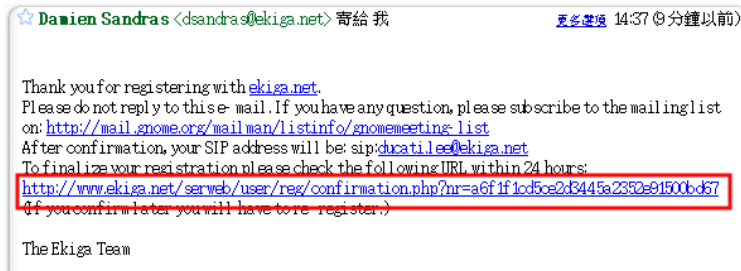 Damien Sandras <dsandras@ekiga.net> 寄給 我 更多選項 14:37 (9 分鐘以前)
Thank you for registering with ekiga.net.
Please do not reply to this e-mail. If you have any question, please subscribe to the mailing list
on: http://mail.gnome.org/mailman/listinfo/gnomemeeting-list
After confirmation, your SIP address will be: sip:ducati.lee@ekiga.net
To finalize your registration please check the following URL within 24 hours:
http://www.ekiga.net/serweb/user/reg/confirmation.php?nr=a6f1f1cd5ce2d3445a2352e91500bd67
(If you confirm later you will have to re-register.)
The Ekiga Team